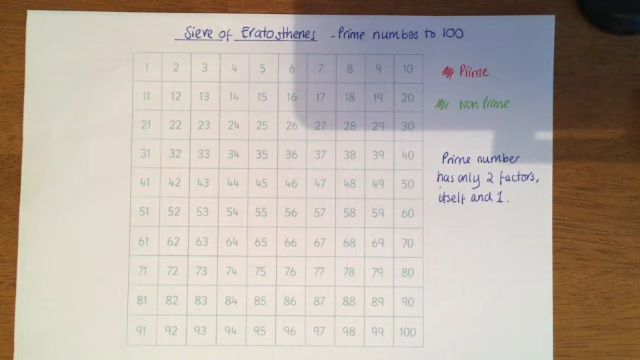 Sieve of Eratosthenes - Prime numbes to 100
1 2 3 4 5 6 7 8 9 10
11 12 13 14 15 16 17 18 19 20
21 22 23 24 25 26 27 28 29 30
31 32 33 34 35 36 37 38 39 40
41 42 43 44 45 46 47 48 49 50
51 52 53 54 55 56 57 58 59 60
61 62 63 64 65 66 67 68 69 70
71 72 73 74 75 76 77 78 79 80
81 82 83 84 85 86 87 88 89 90
91 92 93 94 95 96 97 98 99 100
Prime
Non Prime
Prime number
has only 2 factors,
itself and 1.